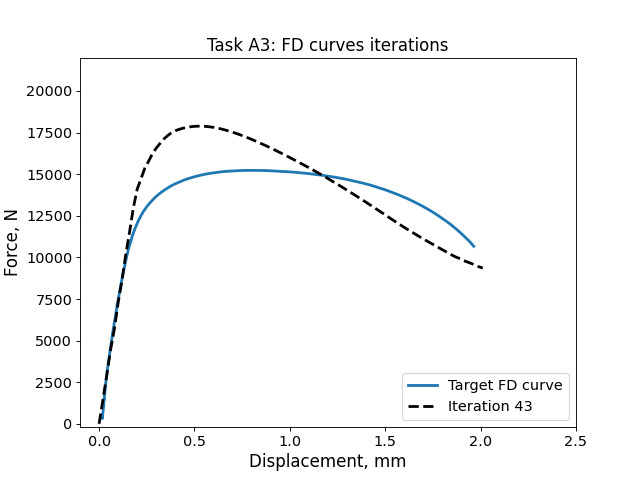 Task A3: FD curves iterations
Force, N
20000
17500
15000
12500
10000
7500
5000
2500
0
0.0 0.5 1.0 1.5 2.0 2.5
Displacement, mm
Target FD curve
Iteration 43